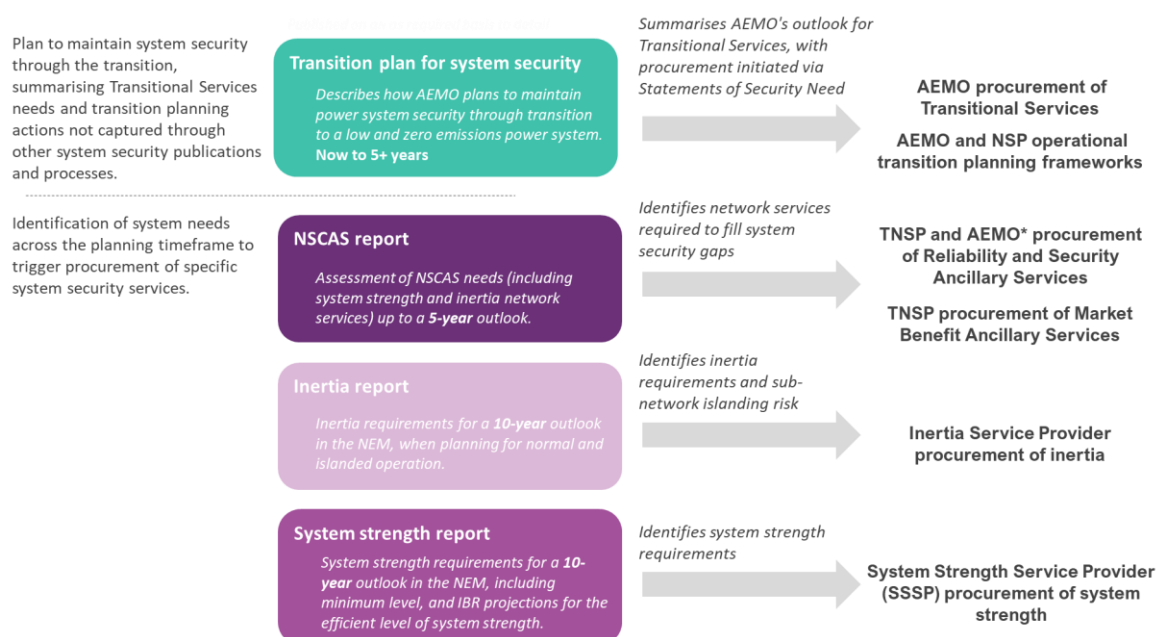 Plan to maintain system security
through the transition,
summarising Transitional Services
needs and transition planning
actions not captured through
other system security publications
and processes.
Transition plan for system security
Describes how AEMO plans to maintain
power system security through transition
to a low and zero emissions power system.
Now to 5+ years
Summarises AEMO's outlook for
Transitional Services, with
procurement initiated via
Statements of Security Need
AEMO procurement of
Transitional Services
AEMO and NSP operational
transition planning frameworks
Identification of system needs
across the planning timeframe to
trigger procurement of specific
system security services.
NSCAS report
Assessment of NSCAS needs (including
system strength and inertia network
services) up to a 5-year outlook.
Identifies network services
required to fill system
security gaps
TNSP and AEMO* procurement
of Reliability and Security
Ancillary Services
TNSP procurement of Market
Benefit Ancillary Services
Inertia report
Inertia requirements for a 10-year outlook
in the NEM, when planning for normal and
islanded operation.
Identifies inertia
requirements and sub-
network islanding risk
Inertia Service Provider
procurement of inertia
System strength report
System strength requirements for a 10-
year outlook in the NEM, including
minimum level, and IBR projections for the
efficient level of system strength.
Identifies system strength
requirements
System Strength Service Provider
(SSSP) procurement of system
strength